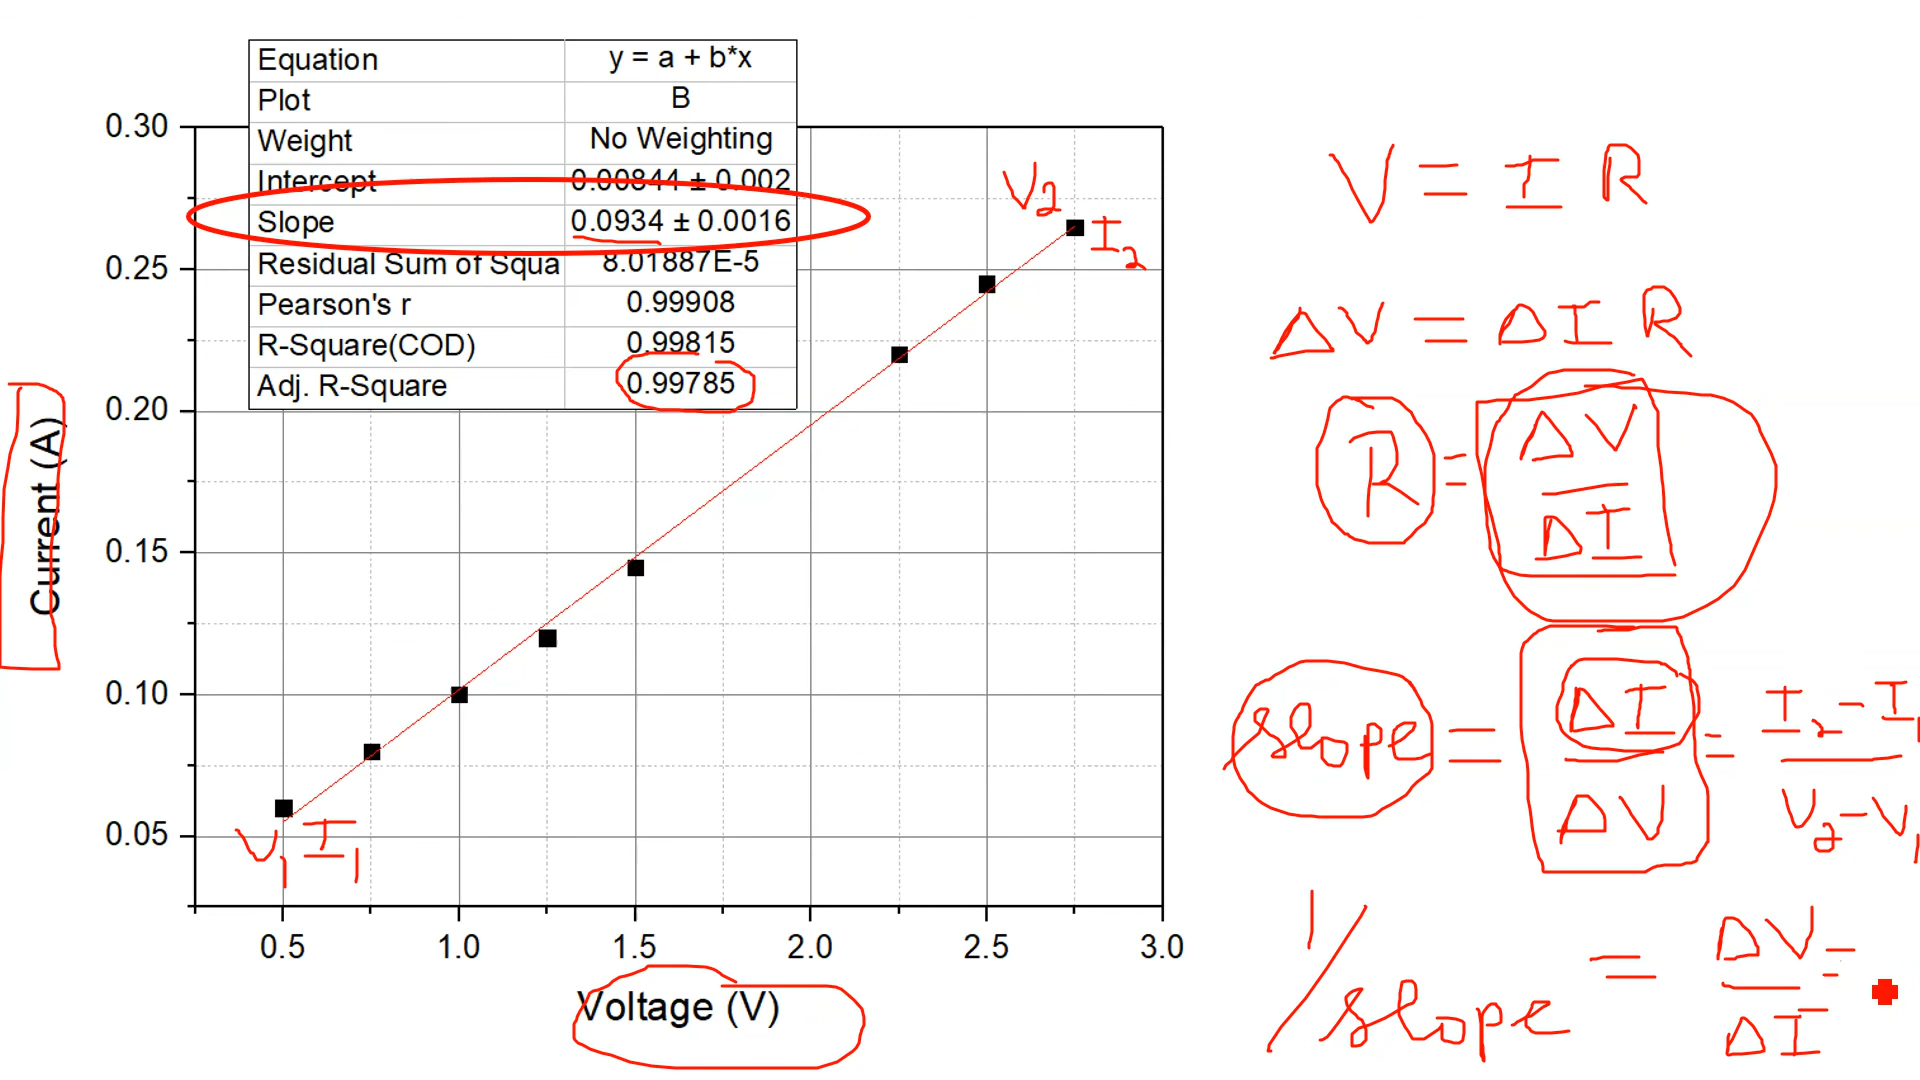 Equation y = a + b*x
Plot B
Weight No Weighting
Intercept 0.00844 ± 0.002
Slope 0.0934 ± 0.0016
Residual Sum of Squa 8.01887E-5
Pearson's r 0.99908
R-Square(COD) 0.99815
Adj. R-Square 0.99785
0.30
0.25
0.20
0.15
0.10
0.05
Current (A)
0.5 1.0 1.5 2.0 2.5 3.0
Voltage (V)
V2
I2
V1 I1
V = I R
ΔV = ΔI R
R = ΔV
ΔI
slope = ΔI = I2 - I1
ΔV V2 - V1
1/slope = ΔV =
ΔI